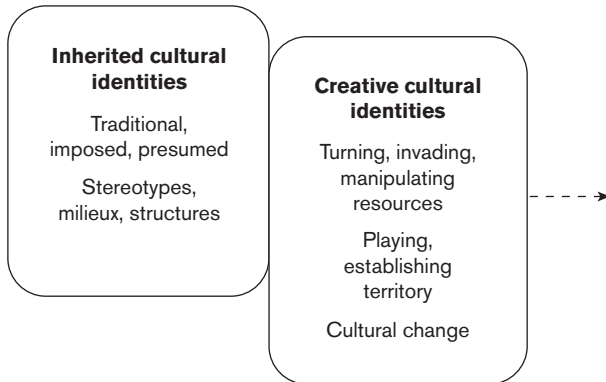 Inherited cultural
identities
Traditional,
imposed, presumed
Stereotypes,
milieux, structures
Creative cultural
identities
Turning, invading,
manipulating
resources
Playing,
establishing
territory
Cultural change